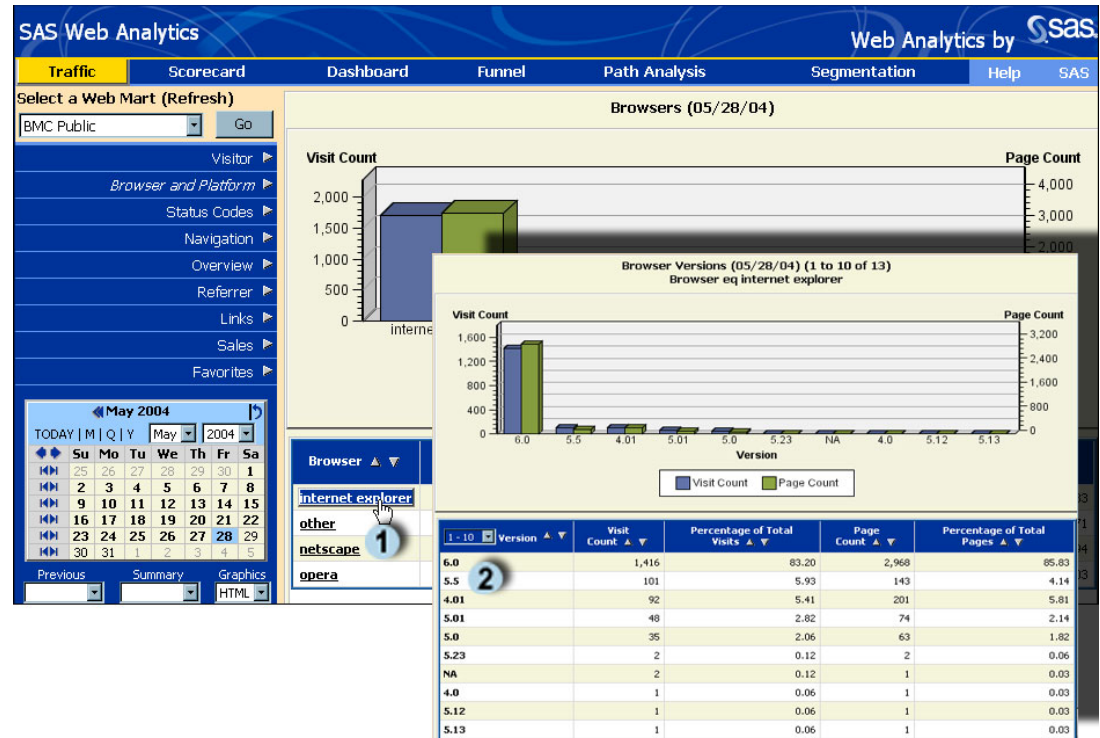 SAS Web Analytics
Web Analytics by sas.
Traffic Scorecard Dashboard Funnel Path Analysis Segmentation Help SAS
Select a Web Mart (Refresh)
BMC Public Go
Visitor
Browser and Platform
Status Codes
Navigation
Overview
Referrer
Links
Sales
Favorites
May 2004
TODAY | M | Q | Y May 2004
Su Mo Tu We Th Fr Sa
25 26 27 28 29 30 1
2 3 4 5 6 7 8
9 10 11 12 13 14 15
16 17 18 19 20 21 22
23 24 25 26 27 28 29
30 31 1 2 3 4 5
Previous Summary Graphics
HTML
Browsers (05/28/04)
Visit Count Page Count
2,000 4,000
1,500 3,000
1,000 2,000
500
0
interne
Browser
internet explorer
1
other
netscape
opera
Browser Versions (05/28/04) (1 to 10 of 13)
Browser eq internet explorer
Visit Count Page Count
1,600 3,200
1,200 2,400
800 1,600
400 800
0 0
6.0 5.5 4.01 5.01 5.0 5.23 NA 4.0 5.12 5.13
Version
Visit Count Page Count
1 - 10 Version Visit Count Percentage of Total Visits Page Count Percentage of Total Pages
6.0 1,416 83.20 2,968 85.83
2
5.5 101 5.93 143 4.14
4.01 92 5.41 201 5.81
5.01 48 2.82 74 2.14
5.0 35 2.06 63 1.82
5.23 2 0.12 2 0.06
NA 2 0.12 1 0.03
4.0 1 0.06 1 0.03
5.12 1 0.06 1 0.03
5.13 1 0.06 1 0.03